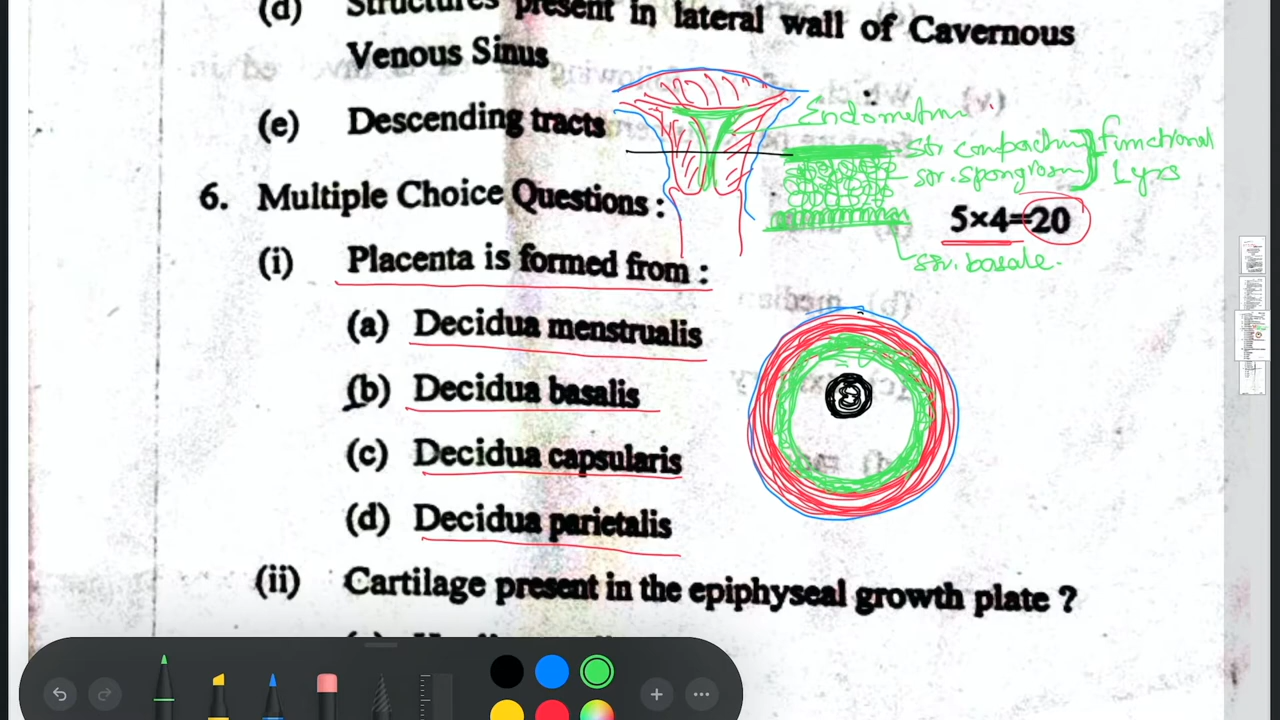 (d) Structures present in lateral wall of Cavernous
Venous Sinus
(e) Descending tracts
Endometriu
Str compactum
functional
str. spongiosum
Lyrs
6. Multiple Choice Questions :
5×4=20
str. basale.
(i) Placenta is formed from :
(a) Decidua menstrualis
(b) Decidua basalis
(c) Decidua capsularis
(d) Decidua parietalis
(ii) Cartilage present in the epiphyseal growth plate ?